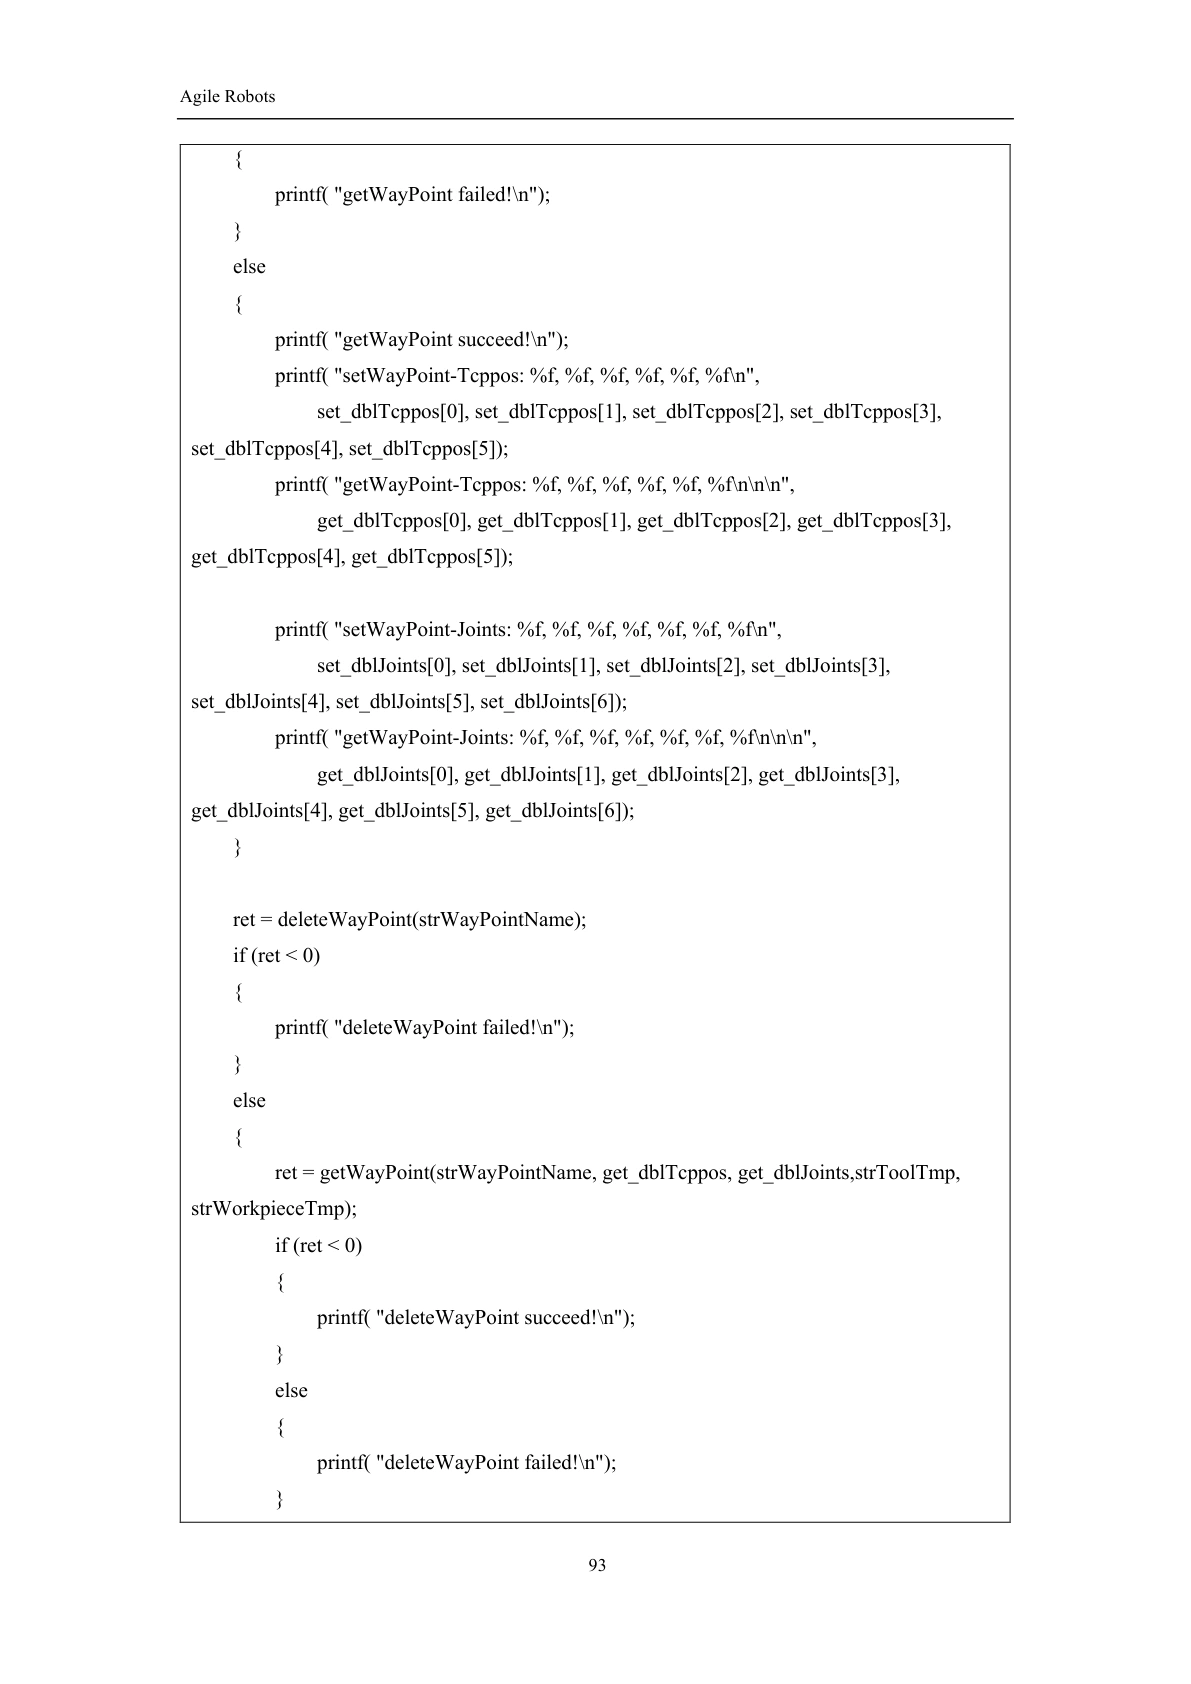 Agile Robots
{
printf( "getWayPoint failed!\n");
}
else
{
printf( "getWayPoint succeed!\n");
printf( "setWayPoint-Tcppos: %f, %f, %f, %f, %f, %f\n",
set_dblTcppos[0], set_dblTcppos[1], set_dblTcppos[2], set_dblTcppos[3],
set_dblTcppos[4], set_dblTcppos[5]);
printf( "getWayPoint-Tcppos: %f, %f, %f, %f, %f, %f\n\n\n",
get_dblTcppos[0], get_dblTcppos[1], get_dblTcppos[2], get_dblTcppos[3],
get_dblTcppos[4], get_dblTcppos[5]);
printf( "setWayPoint-Joints: %f, %f, %f, %f, %f, %f, %f\n",
set_dblJoints[0], set_dblJoints[1], set_dblJoints[2], set_dblJoints[3],
set_dblJoints[4], set_dblJoints[5], set_dblJoints[6]);
printf( "getWayPoint-Joints: %f, %f, %f, %f, %f, %f, %f\n\n\n",
get_dblJoints[0], get_dblJoints[1], get_dblJoints[2], get_dblJoints[3],
get_dblJoints[4], get_dblJoints[5], get_dblJoints[6]);
}
ret = deleteWayPoint(strWayPointName);
if (ret < 0)
{
printf( "deleteWayPoint failed!\n");
}
else
{
ret = getWayPoint(strWayPointName, get_dblTcppos, get_dblJoints,strToolTmp,
strWorkpieceTmp);
if (ret < 0)
{
printf( "deleteWayPoint succeed!\n");
}
else
{
printf( "deleteWayPoint failed!\n");
}
93